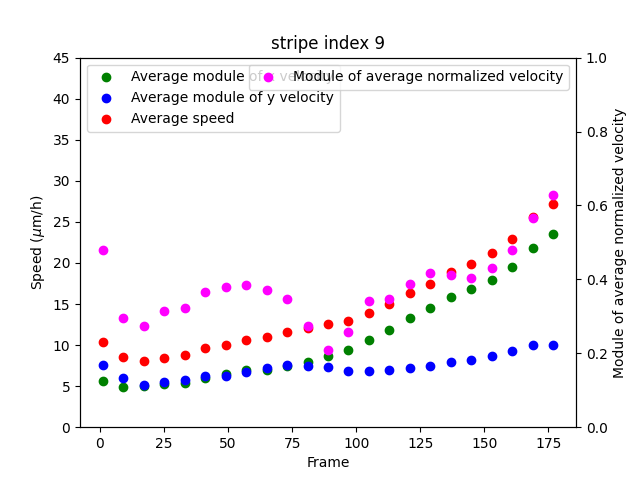 stripe index 9
Average module of x velocity
Average module of y velocity
Average speed
Module of average normalized velocity
Speed (μm/h)
45
40
35
30
25
20
15
10
5
0
1.0
0.8
0.6
0.4
0.2
0.0
Module of average normalized velocity
0 25 50 75 100 125 150 175
Frame